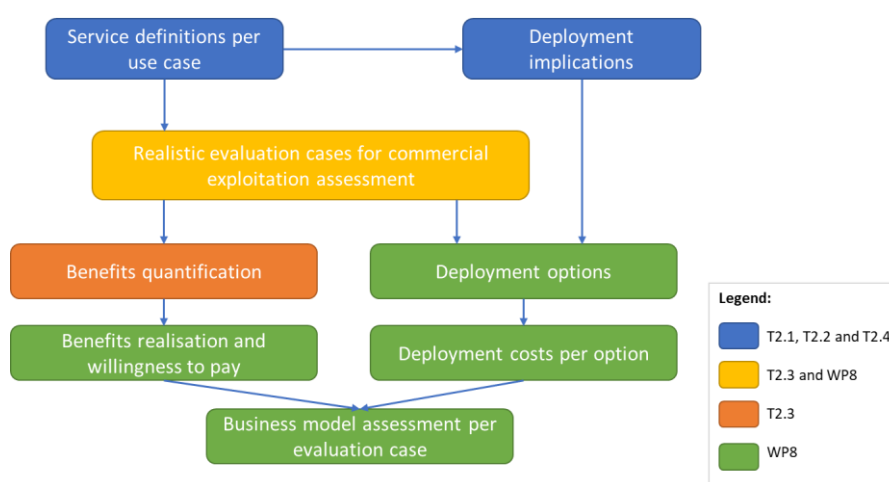 Service definitions per
use case
Deployment
implications
Realistic evaluation cases for commercial
exploitation assessment
Benefits quantification
Deployment options
Benefits realisation and
willingness to pay
Deployment costs per option
Business model assessment per
evaluation case
Legend:
T2.1, T2.2 and T2.4
T2.3 and WP8
T2.3
WP8